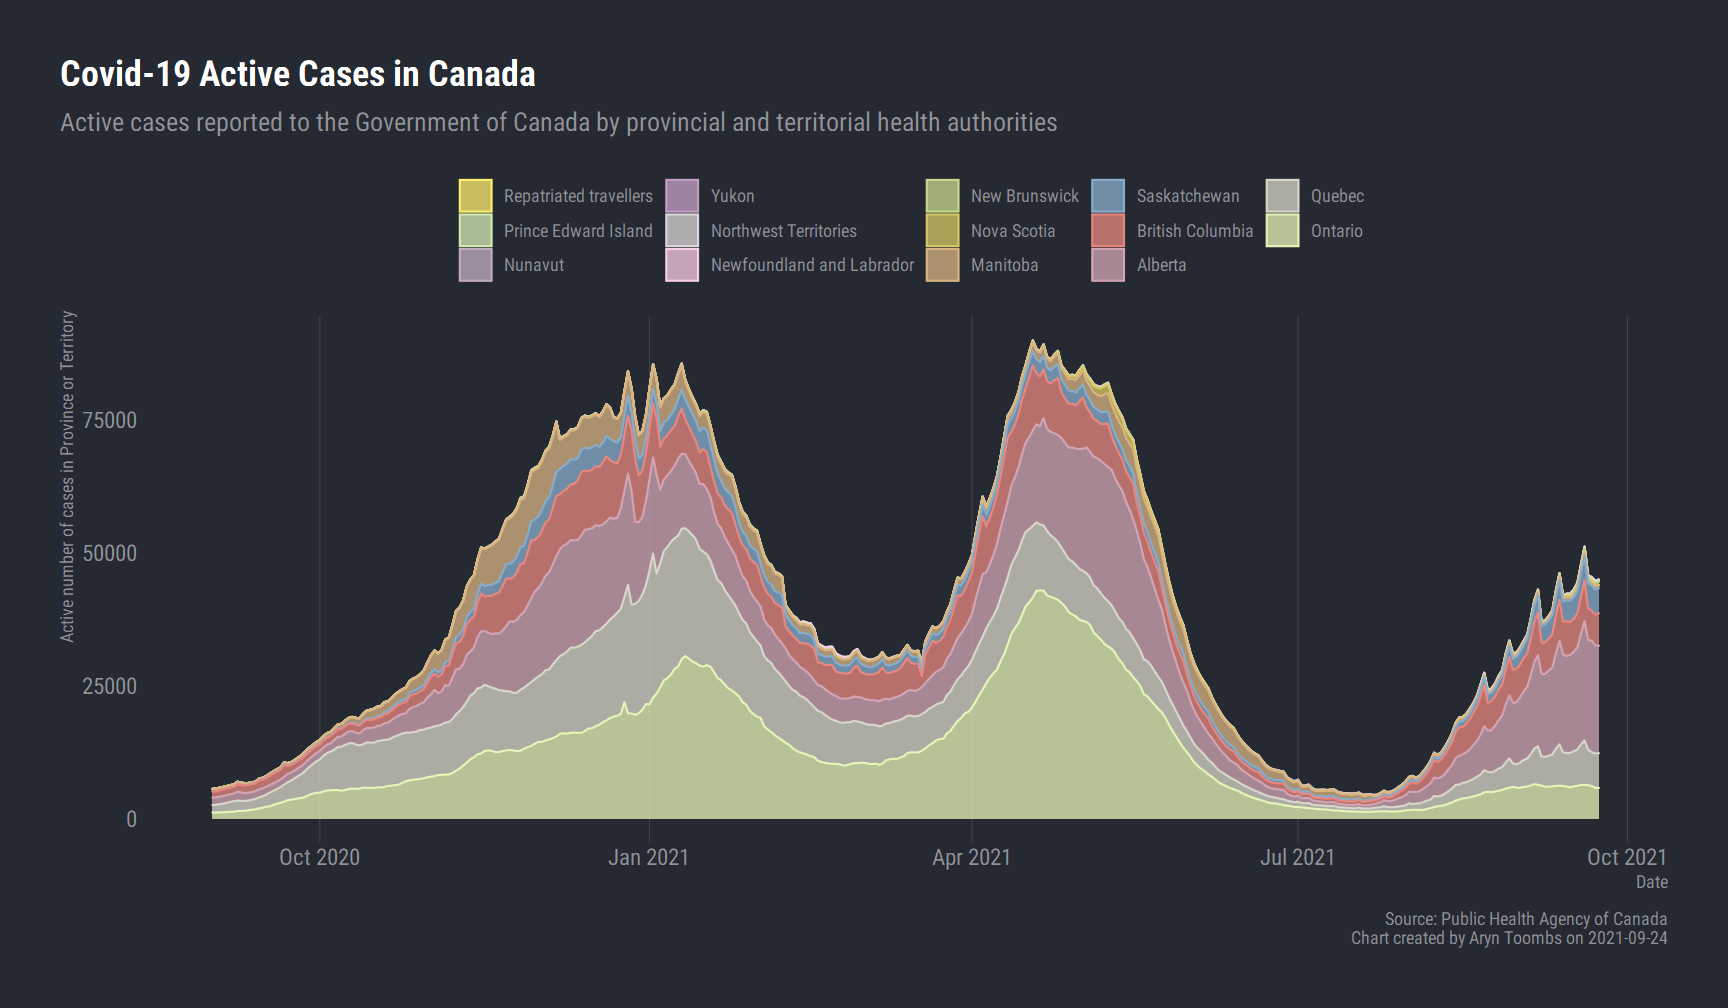 Covid-19 Active Cases in Canada
Active cases reported to the Government of Canada by provincial and territorial health authorities
Repatriated travellers Yukon New Brunswick Saskatchewan Quebec
Prince Edward Island Northwest Territories Nova Scotia British Columbia Ontario
Nunavut Newfoundland and Labrador Manitoba Alberta
Active number of cases in Province or Territory
75000
50000
25000
0
Oct 2020 Jan 2021 Apr 2021 Jul 2021 Oct 2021
Date
Source: Public Health Agency of Canada
Chart created by Aryn Toombs on 2021-09-24